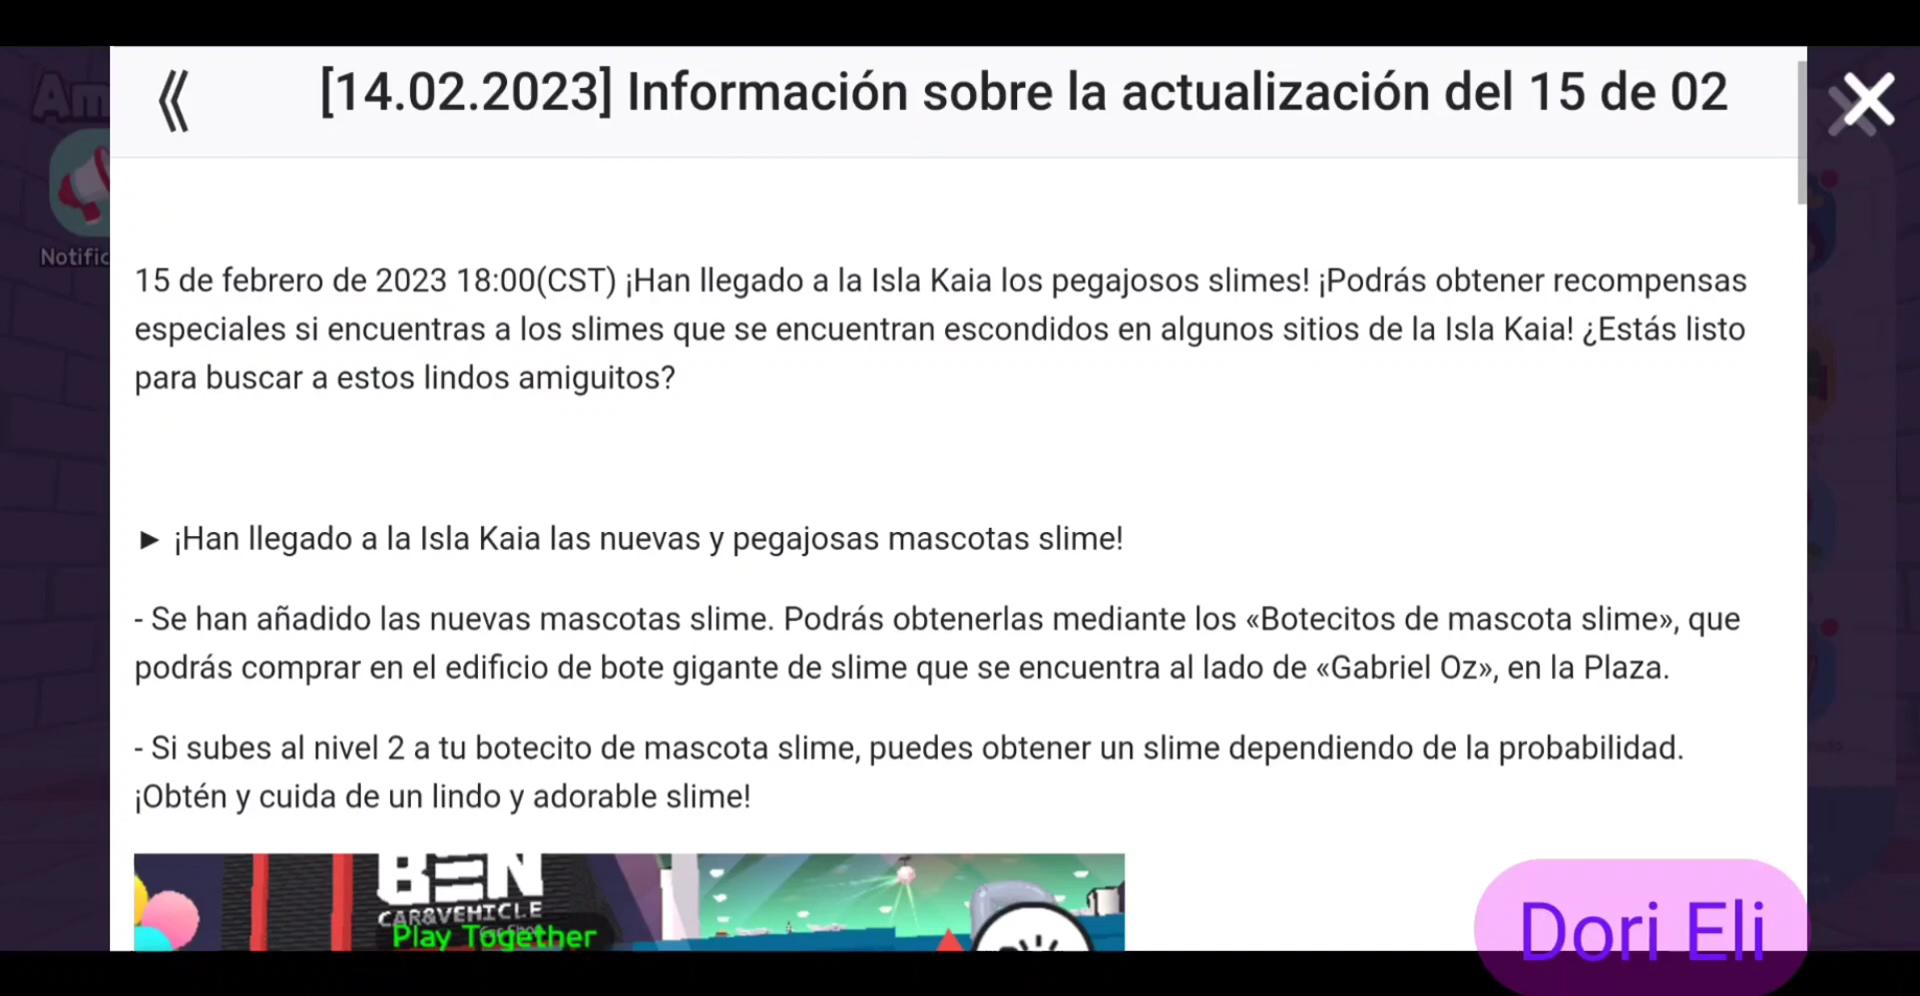 [14.02.2023] Información sobre la actualización del 15 de 02
Am
Notific
15 de febrero de 2023 18:00(CST) ¡Han llegado a la Isla Kaia los pegajosos slimes! ¡Podrás obtener recompensas
especiales si encuentras a los slimes que se encuentran escondidos en algunos sitios de la Isla Kaia! ¿Estás listo
para buscar a estos lindos amiguitos?
► ¡Han llegado a la Isla Kaia las nuevas y pegajosas mascotas slime!
- Se han añadido las nuevas mascotas slime. Podrás obtenerlas mediante los «Botecitos de mascota slime», que
podrás comprar en el edificio de bote gigante de slime que se encuentra al lado de «Gabriel Oz», en la Plaza.
- Si subes al nivel 2 a tu botecito de mascota slime, puedes obtener un slime dependiendo de la probabilidad.
¡Obtén y cuida de un lindo y adorable slime!
BEN
CAR&VEHICLE
Play Together
Dori Eli